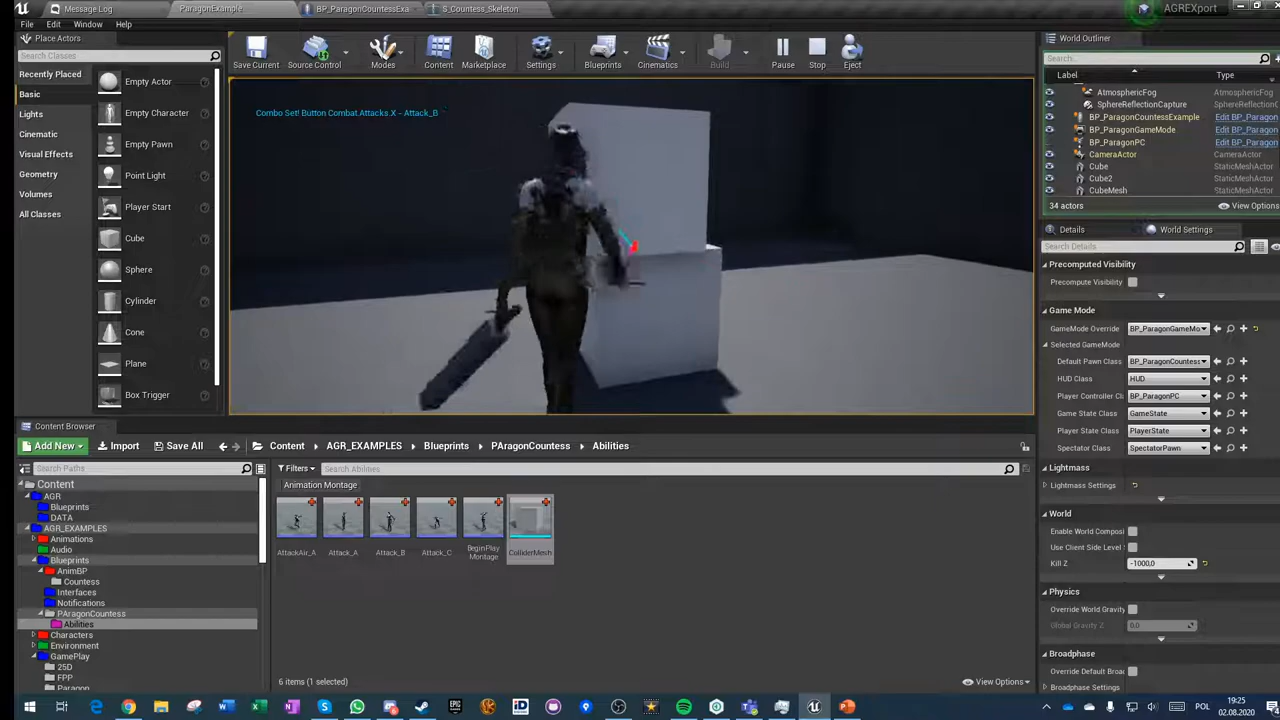 Message Log
ParagonExample
BP_ParagonCountessExa
S_Countess_Skeleton
AGREXport
File Edit Window Help
Place Actors
Search Classes
Recently Placed
Basic
Lights
Cinematic
Visual Effects
Geometry
Volumes
All Classes
Empty Actor
Empty Character
Empty Pawn
Point Light
Player Start
Cube
Sphere
Cylinder
Cone
Plane
Box Trigger
Save Current
Source Control
Modes
Content
Marketplace
Settings
Blueprints
Cinematics
Build
Pause
Stop
Eject
Combo Set! Button Combat.Attacks.X - Attack_B
World Outliner
Search...
Label Type
AtmosphericFog AtmosphericFog
SphereReflectionCapture SphereReflectionC
BP_ParagonCountessExample Edit BP_Paragon
BP_ParagonGameMode Edit BP_Paragon
BP_ParagonPC Edit BP_Paragon
CameraActor CameraActor
Cube StaticMeshActor
Cube2 StaticMeshActor
CubeMesh StaticMeshActor
34 actors View Options
Details World Settings
Search Details
Precomputed Visibility
Precompute Visibility
Game Mode
GameMode Override BP_ParagonGameMo
Selected GameMode
Default Pawn Class BP_ParagonCountess
HUD Class HUD
Player Controller Cl BP_ParagonPC
Game State Class GameState
Player State Class PlayerState
Spectator Class SpectatorPawn
Lightmass
Lightmass Settings
World
Enable World Composi
Use Client Side Level
Kill Z -1000,0
Physics
Override World Gravity
Global Gravity Z 0,0
Broadphase
Override Default Broa
Broadphase Settings
Content Browser
Add New Import Save All Content AGR_EXAMPLES Blueprints PAragonCountess Abilities
Search Paths
Filters Search Abilities
Animation Montage
Content
AGR
Blueprints
DATA
AGR_EXAMPLES
Animations
Audio
Blueprints
AnimBP
Countess
Interfaces
Notifications
PAragonCountess
Abilities
Characters
Environment
GamePlay
25D
FPP
Paragon
AttackAir_A
Attack_A
Attack_B
Attack_C
BeginPlay
Montage
ColliderMesh
6 items (1 selected) View Options
POL
19:25
02.08.2020